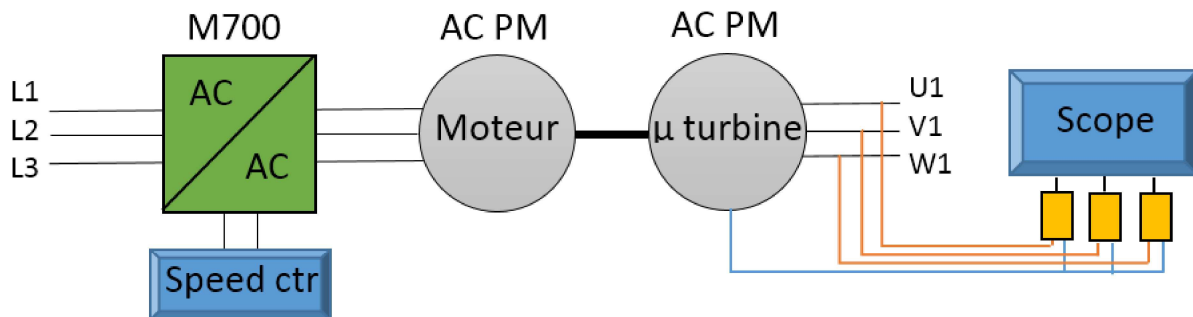 M700
AC PM
AC PM
L1
L2
L3
AC
AC
Moteur
µ turbine
U1
V1
W1
Scope
Speed ctr